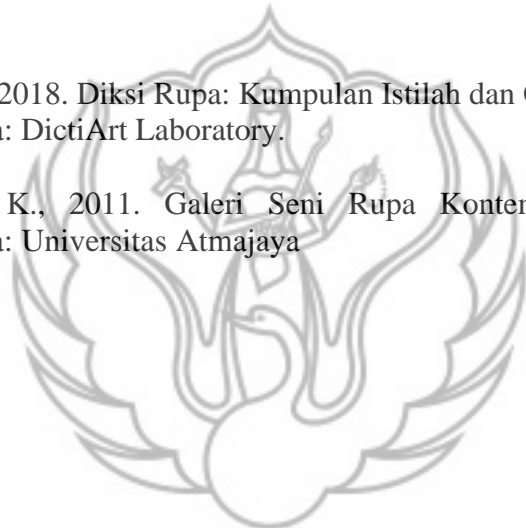 2018. Diksi Rupa: Kumpulan Istilah dan
a: DictiArt Laboratory.
K., 2011. Galeri Seni Rupa Konter
a: Universitas Atmajaya